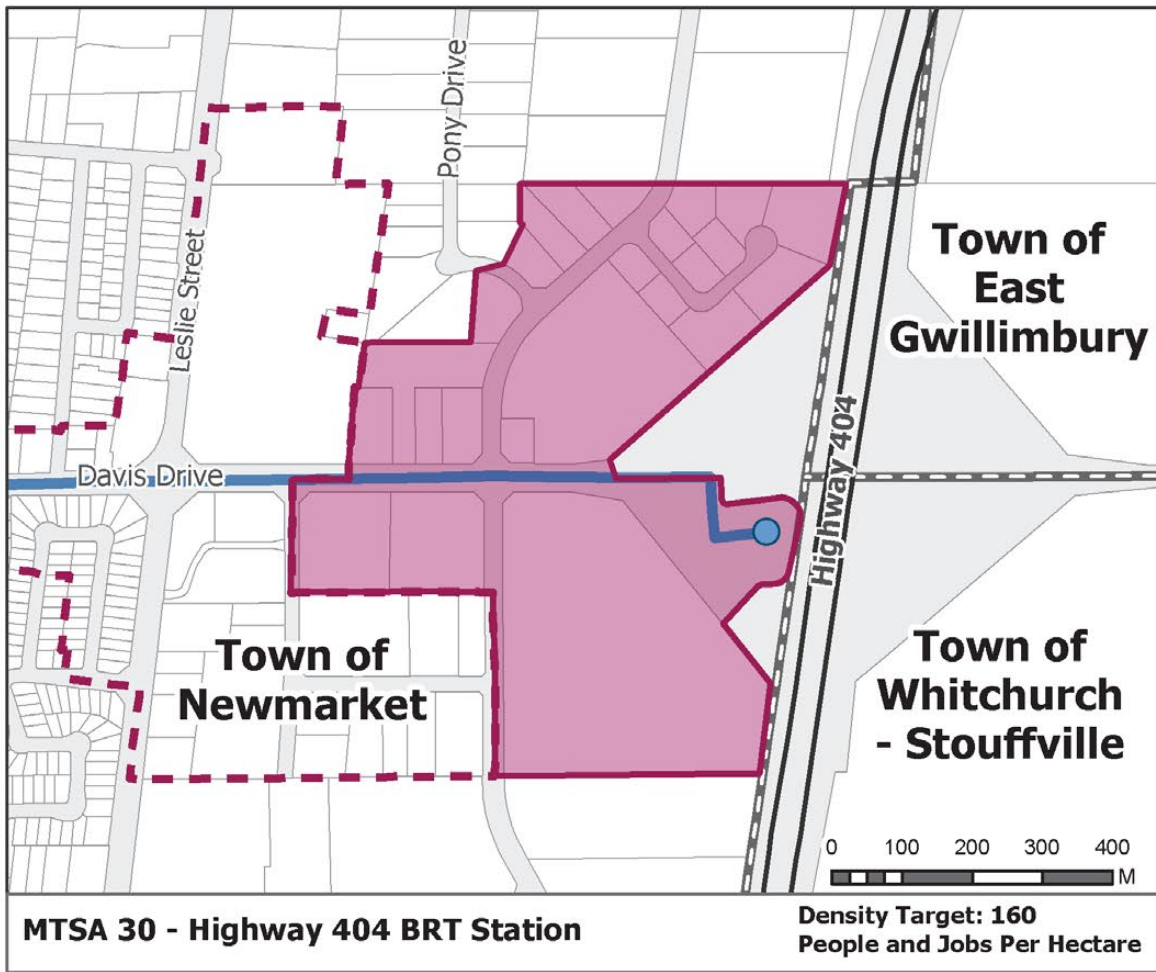 Pony Drive
Leslie Street
Town of
East
Gwillimbury
Davis Drive
Highway 404
Town of
Newmarket
Town of
Whitchurch
- Stouffville
0 100 200 300 400
M
MTSA 30 - Highway 404 BRT Station
Density Target: 160
People and Jobs Per Hectare